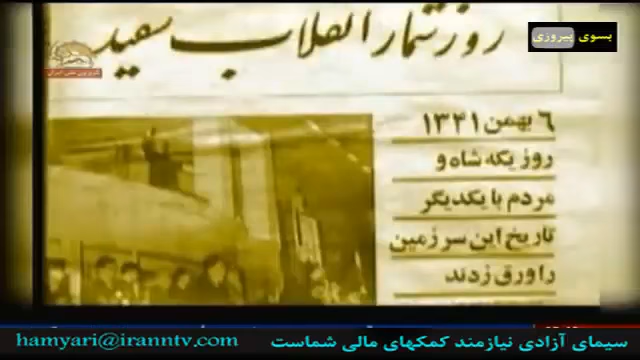 روزشمار انقلاب سفید
بسوی پیروزی
۶ بهمن ۱۳۴۱
روزیکه شاه و
مردم با یکدیگر
تاریخ این سرزمین
را ورق زدند
سیمای آزادی نیازمند کمکهای مالی شماست
hamyari@iranntv.com